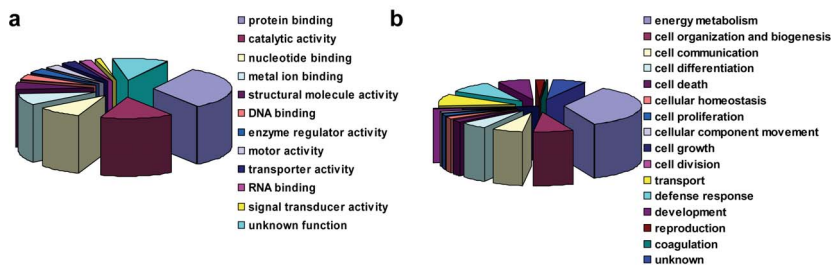 a
protein binding
catalytic activity
nucleotide binding
metal ion binding
structural molecule activity
DNA binding
enzyme regulator activity
motor activity
transporter activity
RNA binding
signal transducer activity
unknown function
b
energy metabolism
cell organization and biogenesis
cell communication
cell differentiation
cell death
cellular homeostasis
cell proliferation
cellular component movement
cell growth
cell division
transport
defense response
development
reproduction
coagulation
unknown